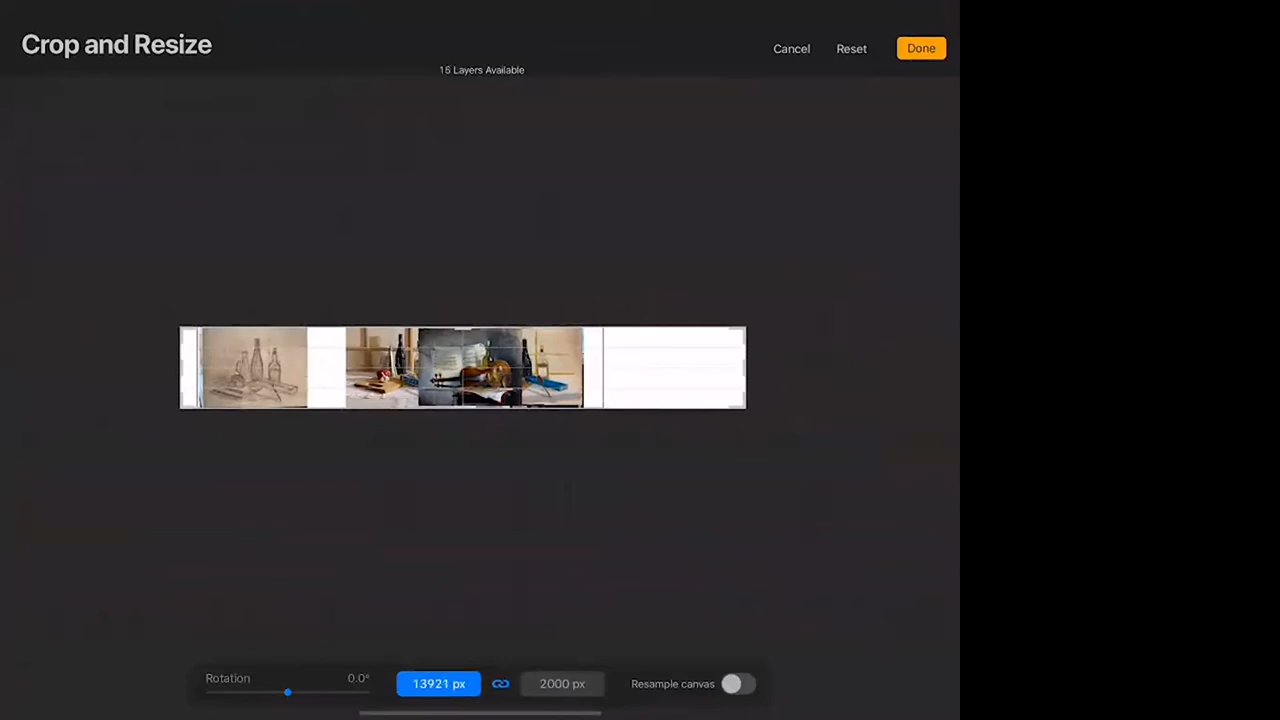 Crop and Resize
Cancel
Reset
Done
15 Layers Available
Rotation
0.0°
13921 px
2000 px
Resample canvas